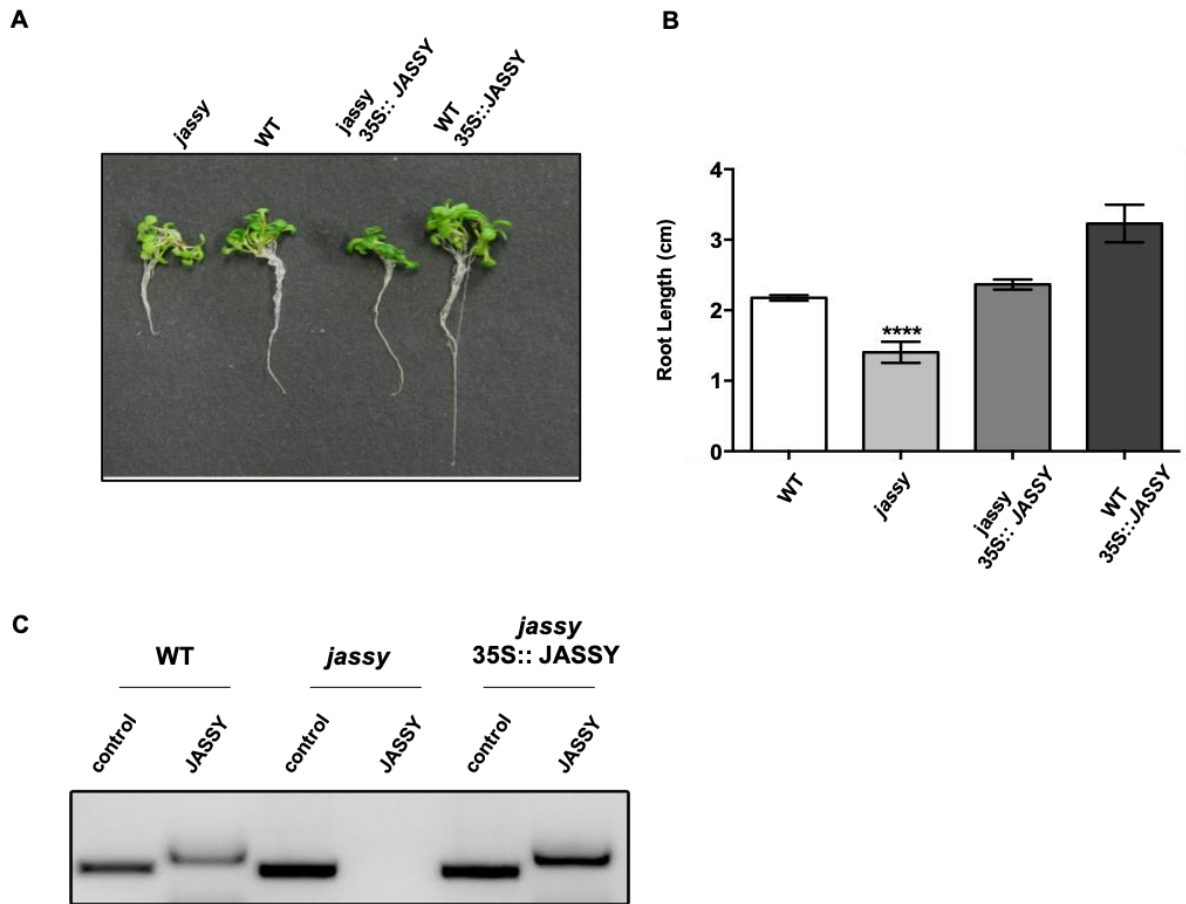 A
jassy
WT
jassy
35S:: JASSY
WT
35S::JASSY
B
Root Length (cm)
4
3
2
1
0
****
WT
jassy
jassy
35S:: JASSY
WT
35S::JASSY
C
WT
jassy
jassy
35S:: JASSY
control
JASSY
control
JASSY
control
JASSY